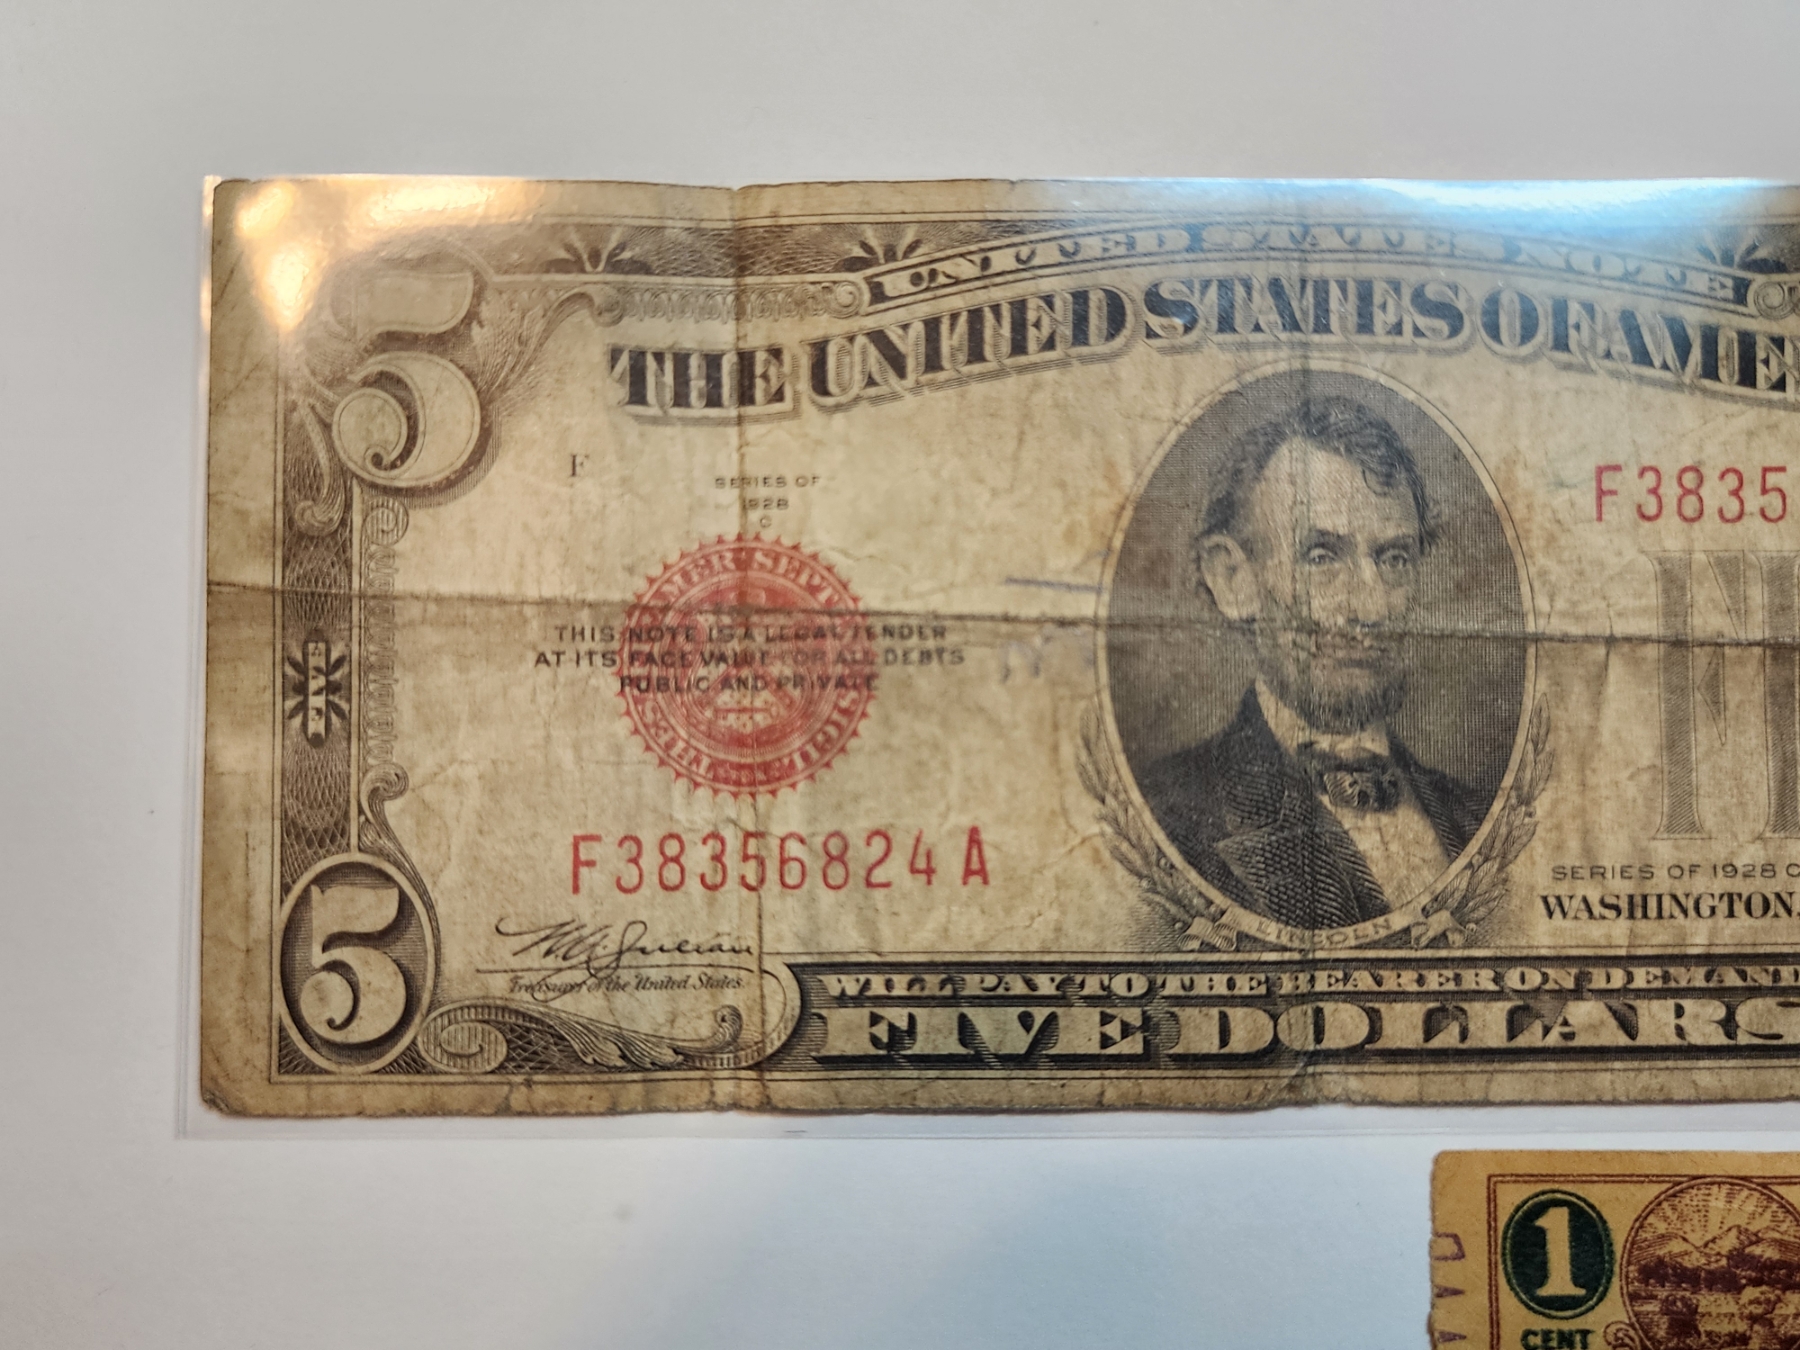 5
UNITED STATES NOTE
THE UNITED STATES OF AME
F
SERIES OF
1928
C
F3835
THIS NOTE IS A LEGAL TENDER
AT ITS FACE VALUE FOR ALL DEBTS
PUBLIC AND PRIVATE
FIVE
F38356824A
SERIES OF 1928 C
WASHINGTON,
LINCOLN
5
W. A. Julian
Treasurer of the United States.
WILL PAY TO THE BEARER ON DEMAND
FIVE DOLLARS
1
CENT